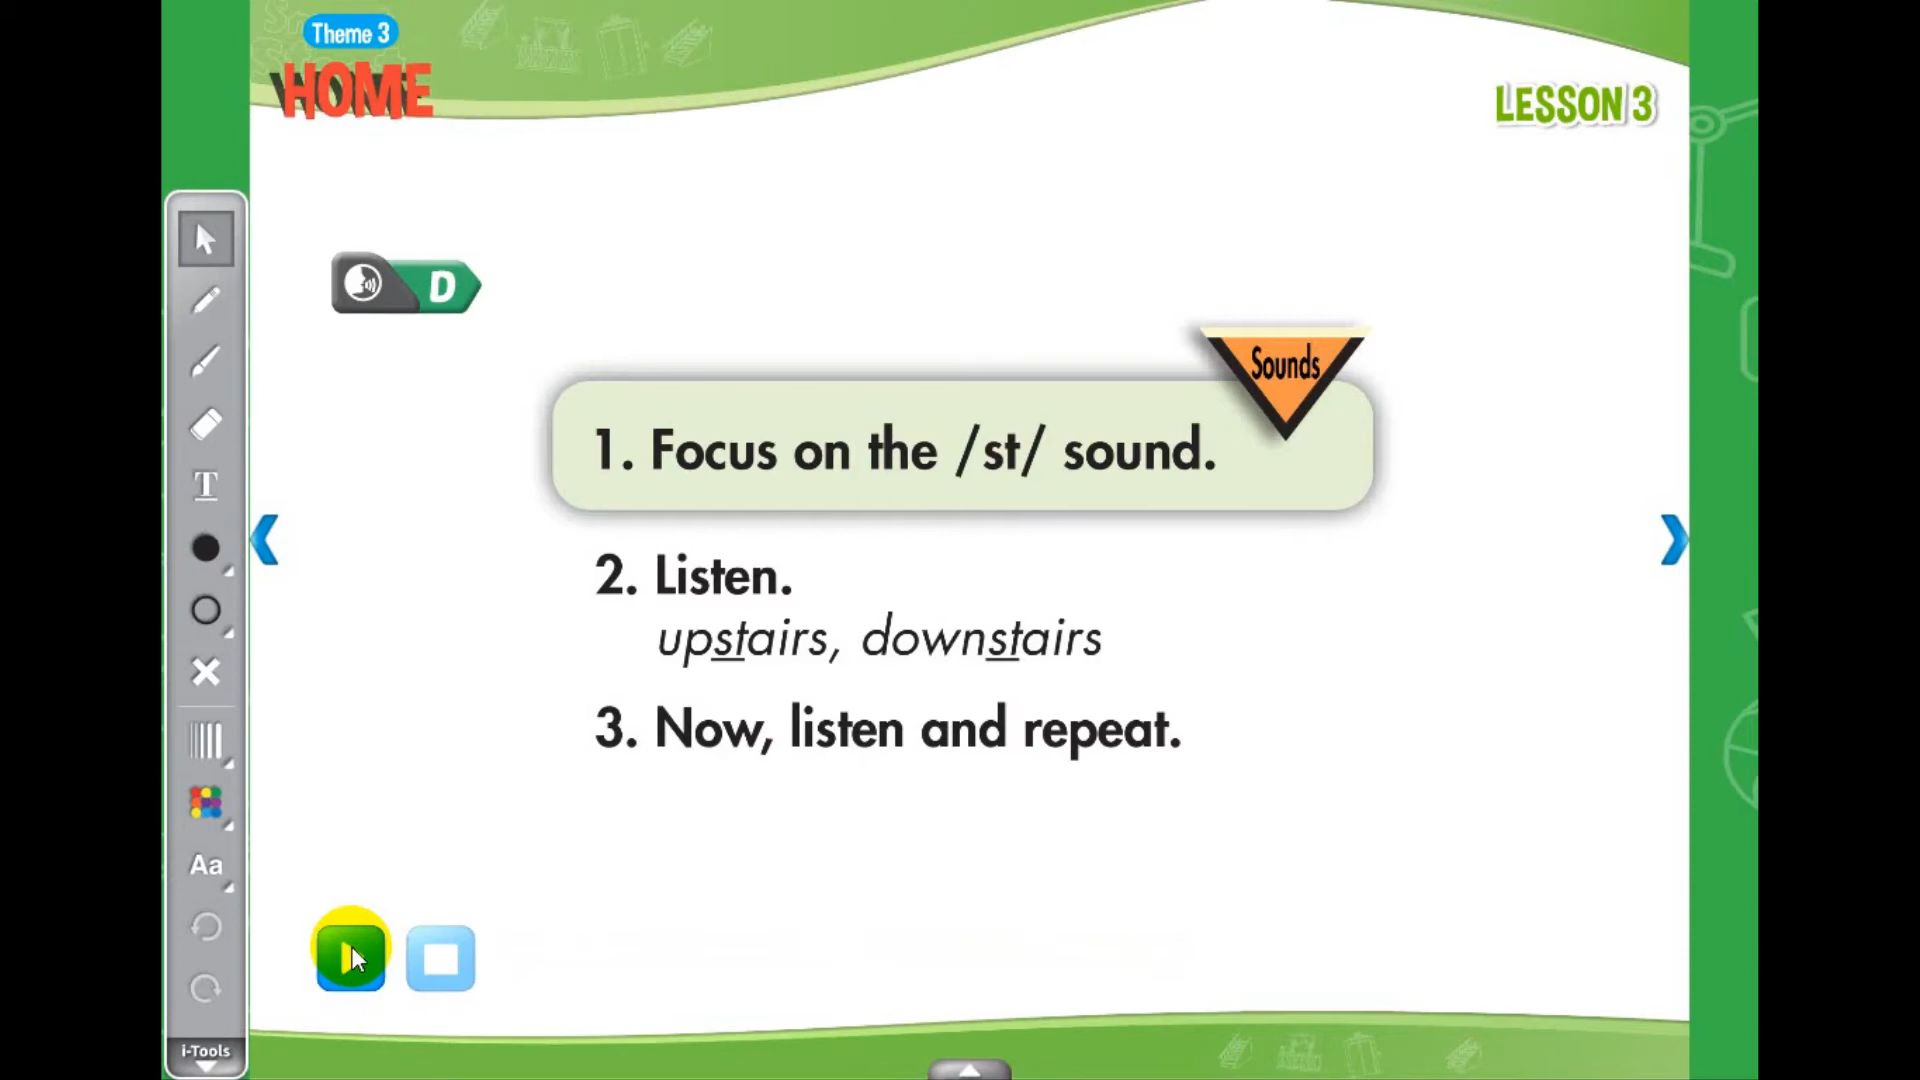 Theme 3
HOME
LESSON 3
D
Sounds
1. Focus on the /st/ sound.
2. Listen.
upstairs, downstairs
3. Now, listen and repeat.
T
Aa
i-Tools